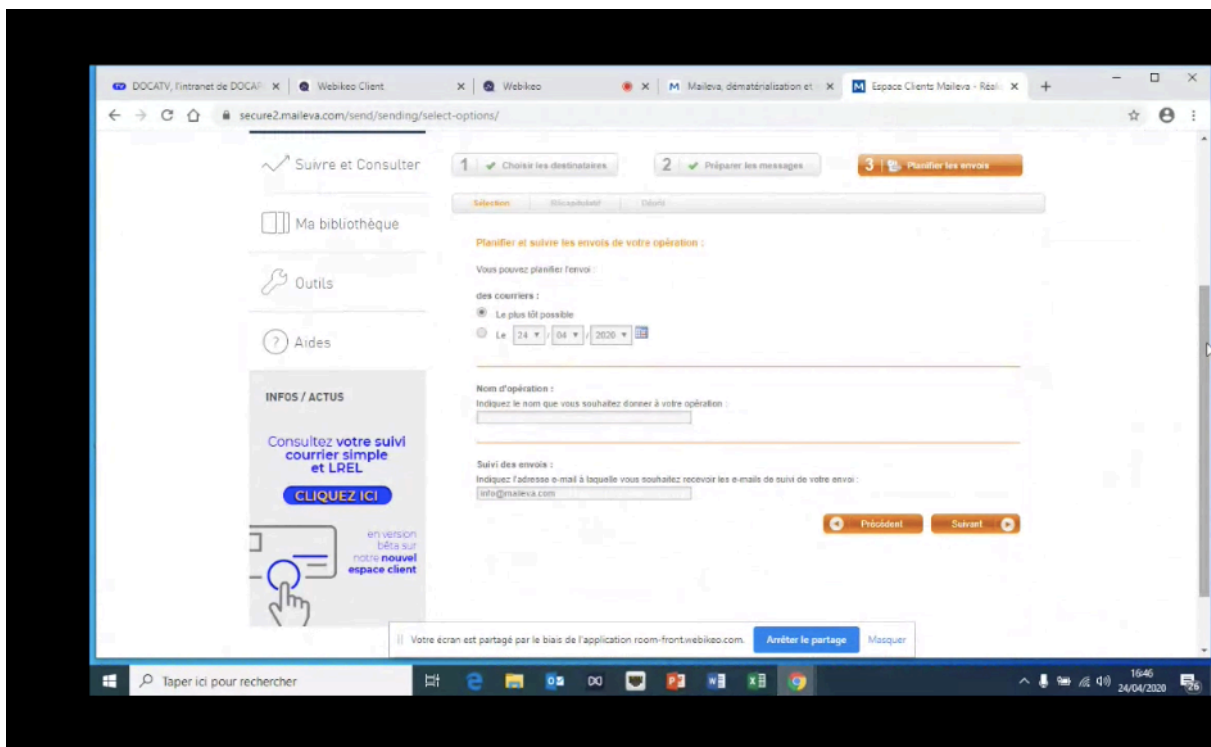 DOCATV, l'intranet de DOCAP
Webikeo Client
Webikeo
Maileva, dématérialisation et
Espace Clients Maileva - Réali
secure2.maileva.com/send/sending/select-options/
Suivre et Consulter
Ma bibliothèque
Outils
Aides
INFOS / ACTUS
Consultez votre suivi
courrier simple
et LREL
CLIQUEZ ICI
en version
bêta sur
notre nouvel
espace client
1 Choisir les destinataires
2 Préparer les messages
3 Planifier les envois
Sélection Récapitulatif Départ
Planifier et suivre les envois de votre opération :
Vous pouvez planifier l'envoi :
des courriers :
Le plus tôt possible
Le 24 / 04 / 2020
Nom d'opération :
Indiquez le nom que vous souhaitez donner à votre opération :
Suivi des envois :
Indiquez l'adresse e-mail à laquelle vous souhaitez recevoir les e-mails de suivi de votre envoi :
info@maileva.com
Précédent Suivant
Votre écran est partagé par le biais de l'application room-front.webikeo.com. Arrêter le partage Masquer
Taper ici pour rechercher
16:46
24/04/2020
26